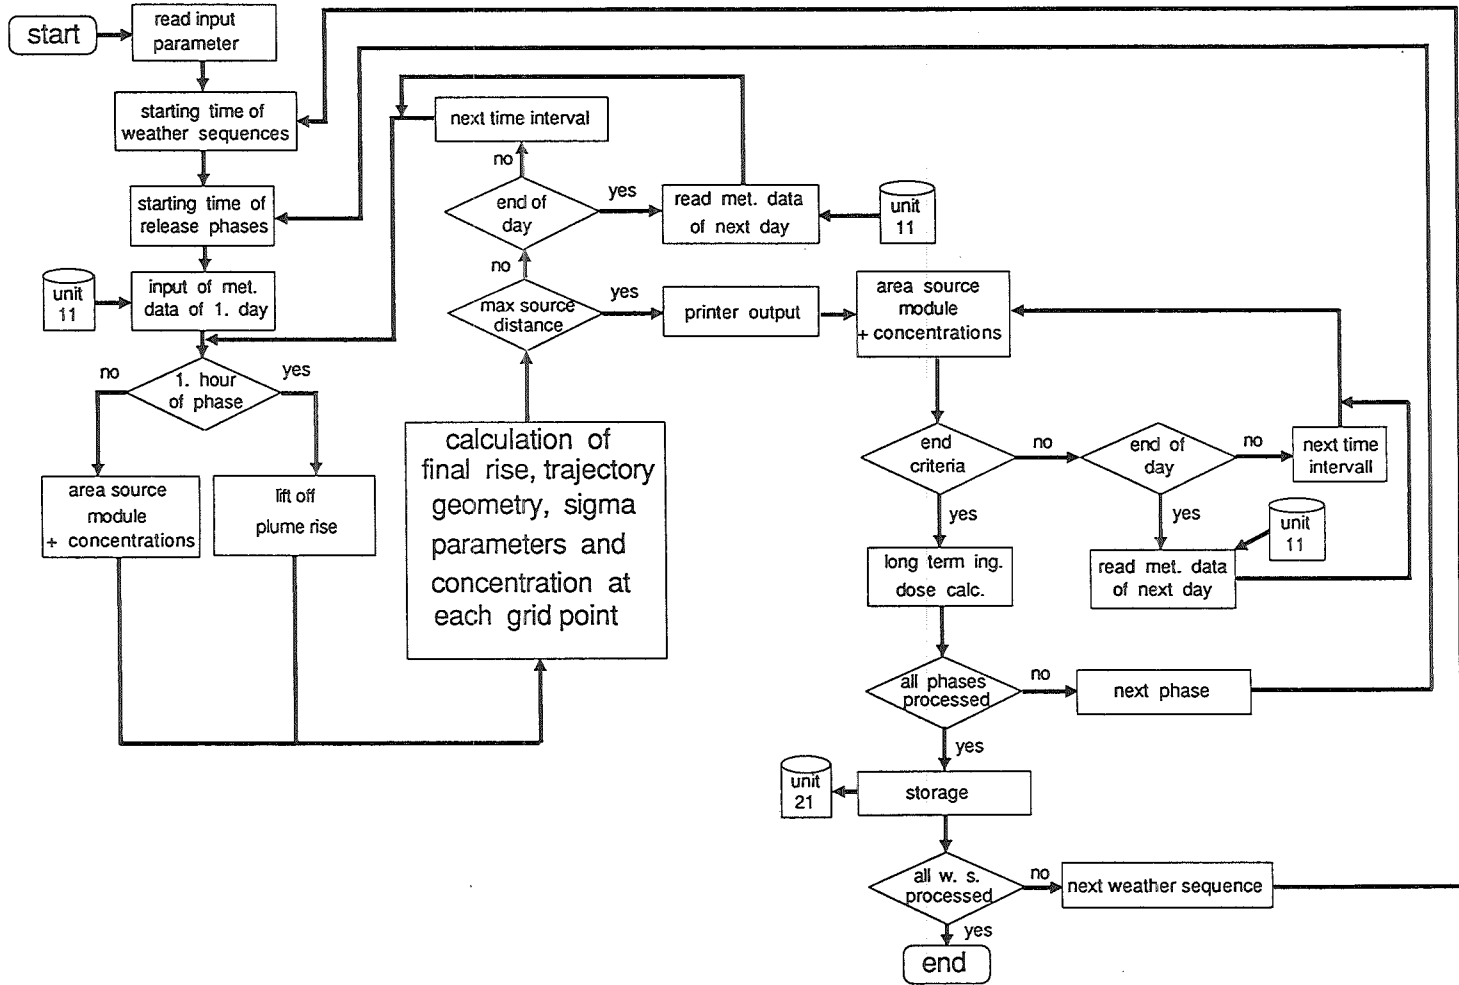 start
read input
parameter
starting time of
weather sequences
starting time of
release phases
unit
11
input of met.
data of 1. day
no
1. hour
of phase
yes
area source
module
+ concentrations
lift off
plume rise
next time interval
no
end of
day
yes
read met. data
of next day
unit
11
no
max source
distance
yes
printer output
calculation of
final rise, trajectory
geometry, sigma
parameters and
concentration at
each grid point
area source
module
+ concentrations
end
criteria
no
end of
day
no
next time
intervall
yes
yes
unit
11
read met. data
of next day
long term ing.
dose calc.
all phases
processed
no
next phase
yes
unit
21
storage
all w. s.
processed
no
next weather sequence
yes
end